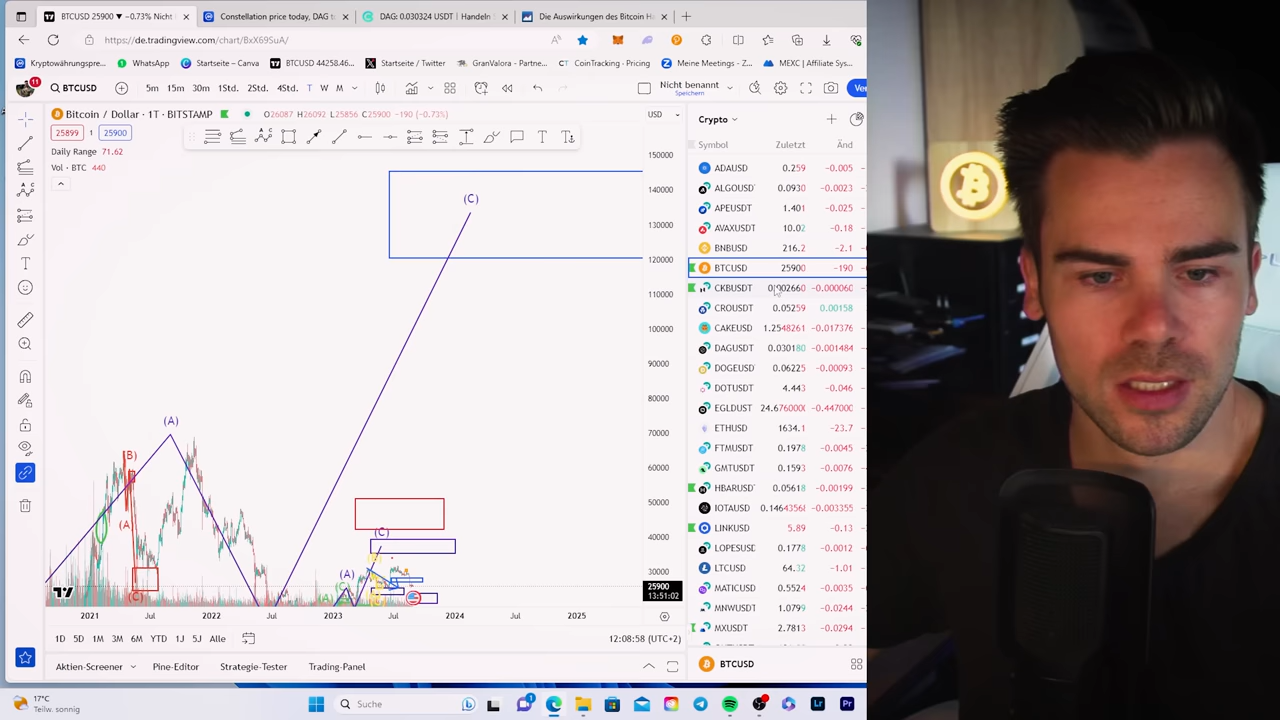 BTCUSD 25900 ▼ −0.73% Nicht
Constellation price today, DAG to
DAG: 0.030324 USDT | Handeln
Die Auswirkungen des Bitcoin Ha
https://de.tradingview.com/chart/BxX69SuA/
Kryptowährungspre...
WhatsApp
Startseite – Canva
BTCUSD 44258.46...
Startseite / Twitter
GranValora - Partne...
CoinTracking · Pricing
Meine Meetings - Z...
MEXC | Affiliate Sys...
11
BTCUSD
5m 15m 30m 1Std. 2Std. 4Std. T W M
Nicht benannt
Speichern
Ver
Bitcoin / Dollar · 1T · BITSTAMP
O26087 H26092 L25856 C25900 −190 (−0.73%)
USD
25899 1 25900
Daily Range 71.62
Vol · BTC 440
150000
140000
130000
120000
110000
100000
90000
80000
70000
60000
50000
40000
30000
25900
13:51:02
(C)
(A)
(B)
(A
(C)
(C)
(A)
2021 Jul 2022 Jul 2023 Jul 2024 Jul 2025
1D 5D 1M 3M 6M YTD 1J 5J Alle
12:08:58 (UTC+2)
Aktien-Screener
Pine-Editor
Strategie-Tester
Trading-Panel
Crypto
Symbol Zuletzt Änd
ADAUSD 0.259 −0.005
ALGOUSD 0.0930 −0.0023
APEUSDT 1.401 −0.025
AVAXUSDT 10.02 −0.18
BNBUSD 216.2 −2.1
BTCUSD 25900 −190
CKBUSDT 0.002660 −0.000060
CROUSDT 0.05259 0.00158
CAKEUSD 1.2548261 −0.017376
DAGUSDT 0.030180 −0.001484
DOGEUSD 0.06225 −0.00093
DOTUSDT 4.443 −0.046
EGLDUST 24.6760000 −0.447000
ETHUSD 1634.1 −23.7
FTMUSDT 0.1978 −0.0045
GMTUSDT 0.1593 −0.0076
HBARUSD 0.05618 −0.00199
IOTAUSD 0.1464356 −0.003995
LINKUSD 5.89 −0.13
LOPESUSD 0.1778 −0.0012
LTCUSD 64.32 −1.01
MATICUSD 0.5524 −0.0035
MNWUSDT 1.0799 −0.0244
MXUSDT 2.7813 −0.0294
BTCUSD
17°C
Teilw. sonnig
Suche